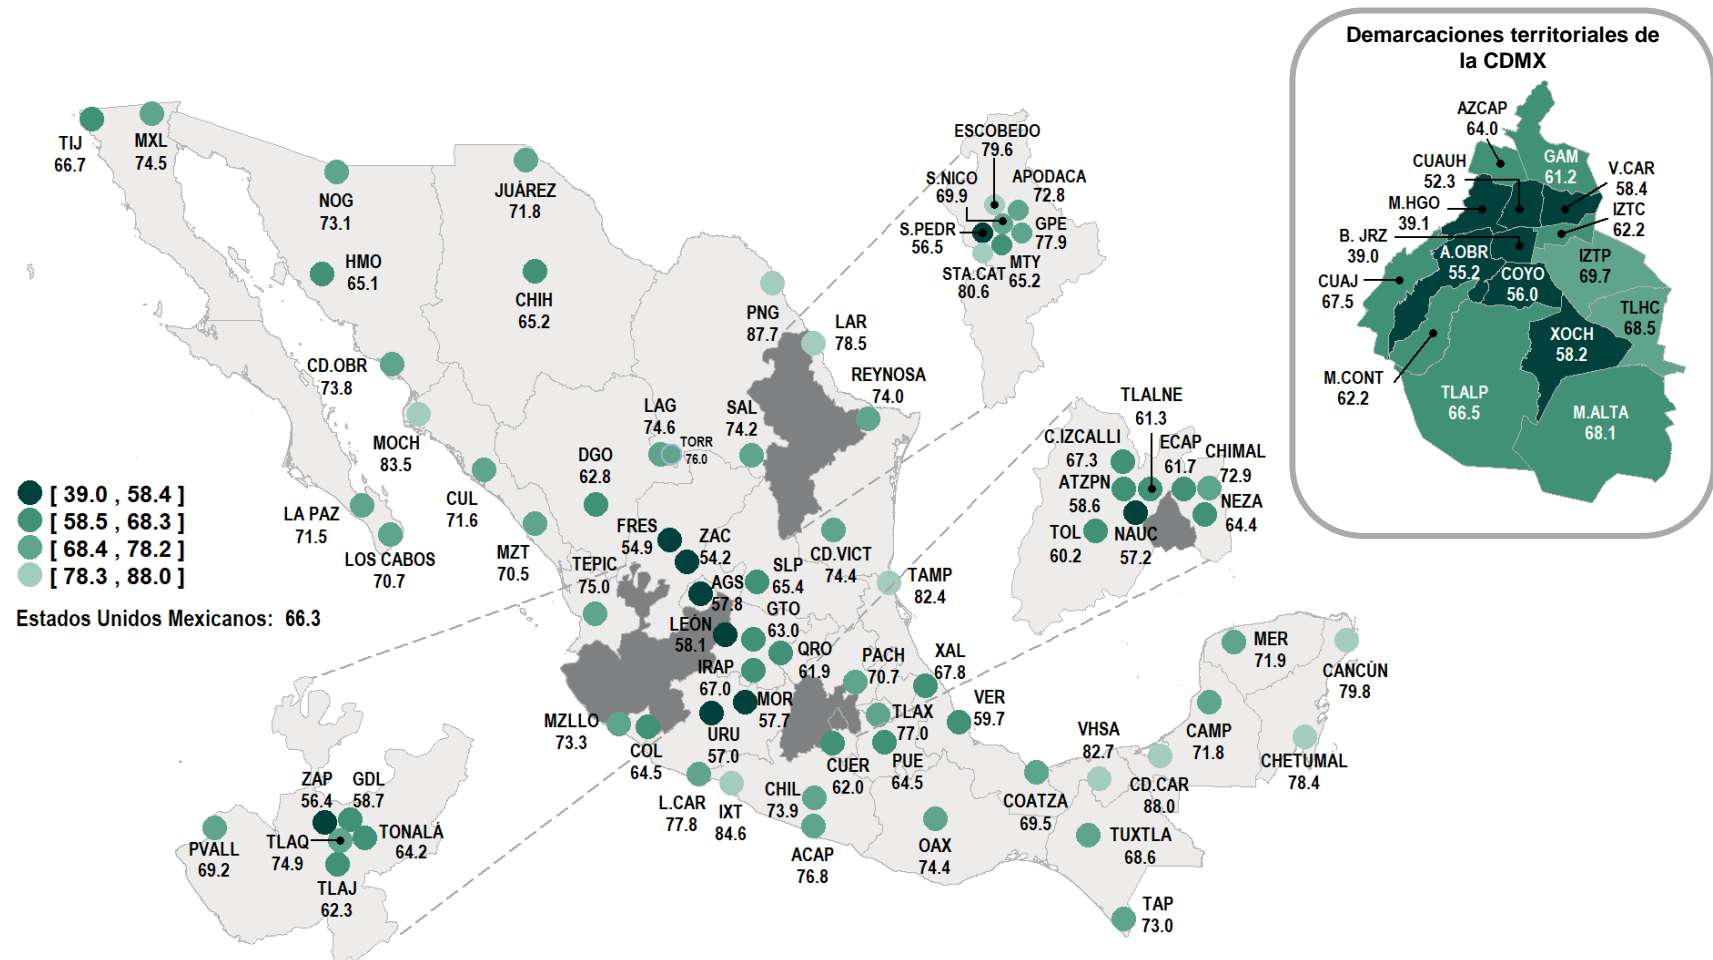 Demarcaciones territoriales de
la CDMX
AZCAP
64.0
CUAUH
52.3
GAM
61.2
V.CAR
58.4
M.HGO
39.1
IZTC
62.2
B. JRZ
39.0
A.OBR
55.2
IZTP
69.7
CUAJ
67.5
COYO
56.0
TLHC
68.5
XOCH
58.2
M.CONT
62.2
TLALP
66.5
M.ALTA
68.1
TIJ
66.7
MXL
74.5
NOG
73.1
JUÁREZ
71.8
HMO
65.1
CHIH
65.2
CD.OBR
73.8
MOCH
83.5
CUL
71.6
LA PAZ
71.5
LOS CABOS
70.7
MZT
70.5
DGO
62.8
LAG
74.6
TORR
76.0
SAL
74.2
PNG
87.7
LAR
78.5
REYNOSA
74.0
ESCOBEDO
79.6
S.NICO
69.9
APODACA
72.8
S.PEDR
56.5
GPE
77.9
STA.CAT
80.6
MTY
65.2
TLALNE
61.3
C.IZCALLI
67.3
ECAP
61.7
CHIMAL
72.9
ATZPN
58.6
NEZA
64.4
TOL
60.2
NAUC
57.2
[ 39.0 , 58.4 ]
[ 58.5 , 68.3 ]
[ 68.4 , 78.2 ]
[ 78.3 , 88.0 ]
Estados Unidos Mexicanos: 66.3
FRES
54.9
ZAC
54.2
CD.VICT
74.4
TEPIC
75.0
AGS
57.8
SLP
65.4
TAMP
82.4
LEÓN
58.1
GTO
63.0
IRAP
67.0
QRO
61.9
PACH
70.7
XAL
67.8
MOR
57.7
URU
57.0
TLAX
77.0
VER
59.7
MZLLO
73.3
COL
64.5
CUER
62.0
PUE
64.5
L.CAR
77.8
IXT
84.6
CHIL
73.9
ACAP
76.8
OAX
74.4
COATZA
69.5
VHSA
82.7
CD.CAR
88.0
CAMP
71.8
MER
71.9
CANCÚN
79.8
CHETUMAL
78.4
TUXTLA
68.6
TAP
73.0
ZAP
56.4
GDL
58.7
PVALL
69.2
TLAQ
74.9
TONALÁ
64.2
TLAJ
62.3